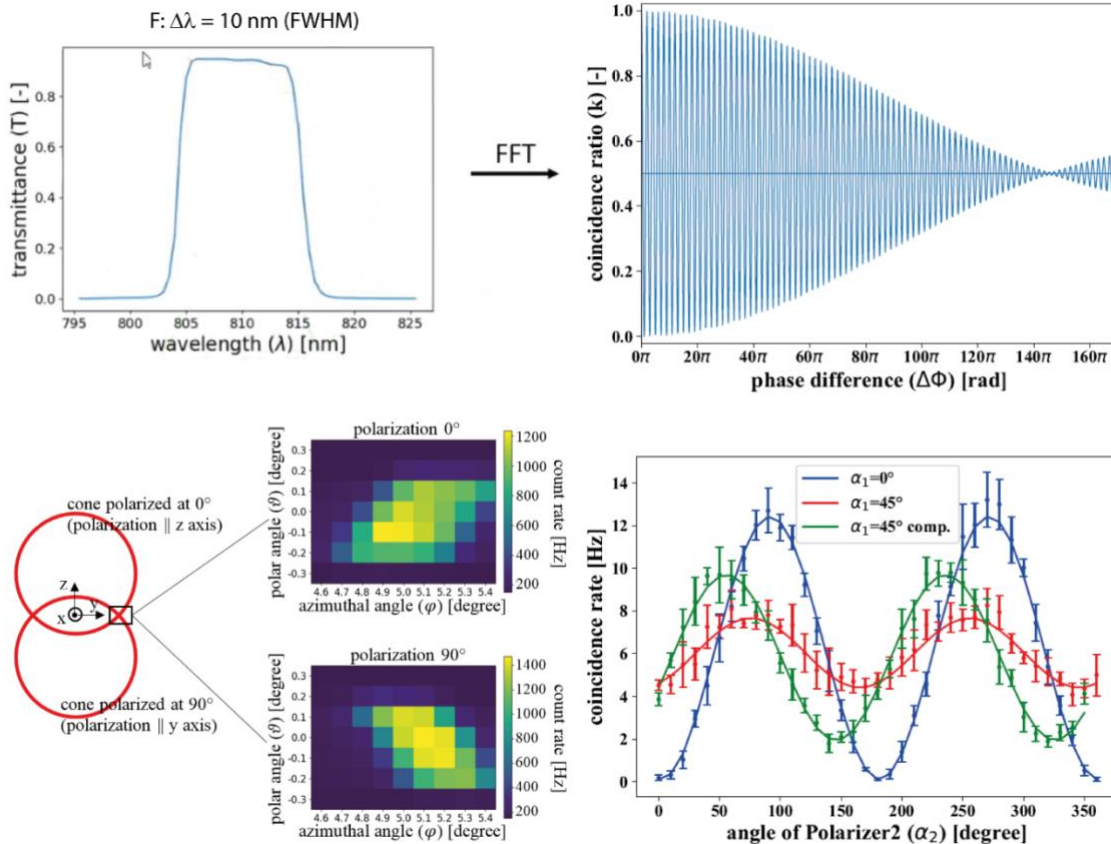 F: Δλ = 10 nm (FWHM)
transmittance (T) [-]
0.8
0.6
0.4
0.2
0.0
795
800
805
810
815
820
825
wavelength (λ) [nm]
FFT
coincidence ratio (k) [-]
1.0
0.8
0.6
0.4
0.2
0.0
0π
20π
40π
60π
80π
100π
120π
140π
160π
phase difference (ΔΦ) [rad]
cone polarized at 0°
(polarization || z axis)
z
y
x
cone polarized at 90°
(polarization || y axis)
polarization 0°
polar angle (ϑ) [degree]
0.3
0.2
0.1
0.0
-0.1
-0.2
-0.3
4.6
4.7
4.8
4.9
5.0
5.1
5.2
5.3
5.4
azimuthal angle (φ) [degree]
1200
1000
800
600
400
200
count rate [Hz]
polarization 90°
polar angle (ϑ) [degree]
0.3
0.2
0.1
0.0
-0.1
-0.2
-0.3
4.6
4.7
4.8
4.9
5.0
5.1
5.2
5.3
5.4
azimuthal angle (φ) [degree]
1400
1200
1000
800
600
400
200
count rate [Hz]
coincidence rate [Hz]
14
12
10
8
6
4
2
0
α1=0°
α1=45°
α1=45° comp.
0
50
100
150
200
250
300
350
angle of Polarizer2 (α2) [degree]